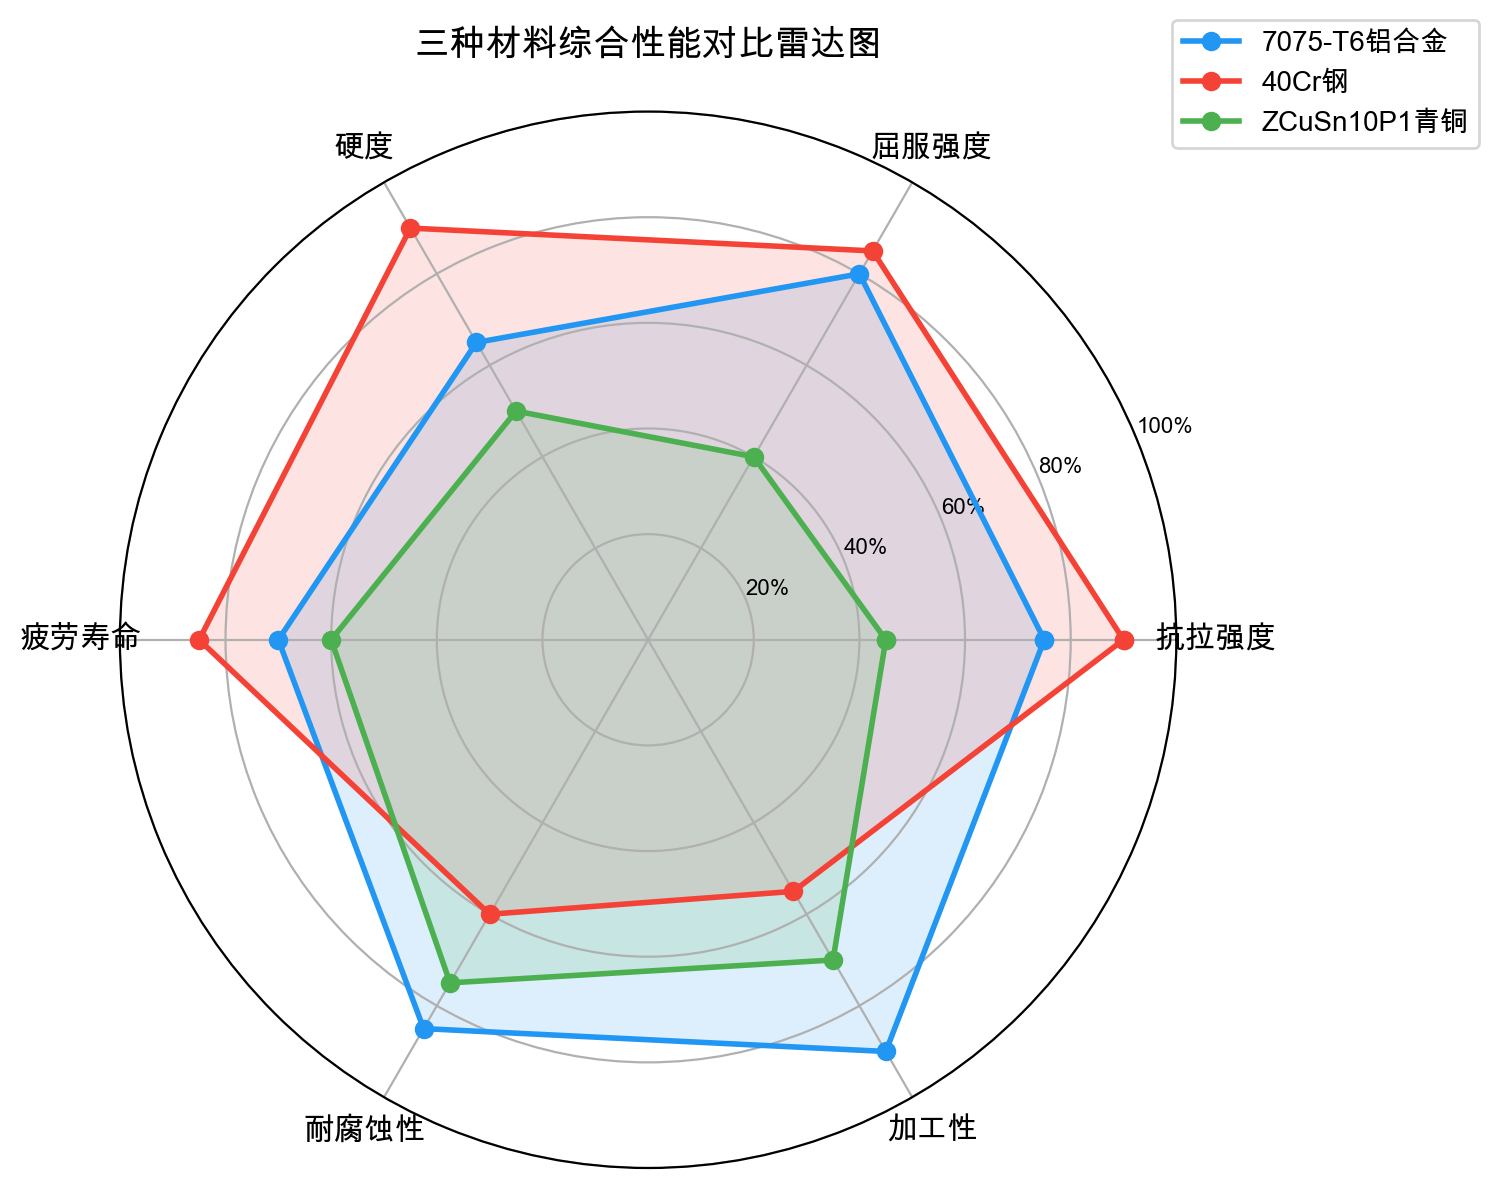 三种材料综合性能对比雷达图
7075-T6铝合金
40Cr钢
ZCuSn10P1青铜
硬度
屈服强度
100%
80%
60%
40%
20%
疲劳寿命
抗拉强度
耐腐蚀性
加工性